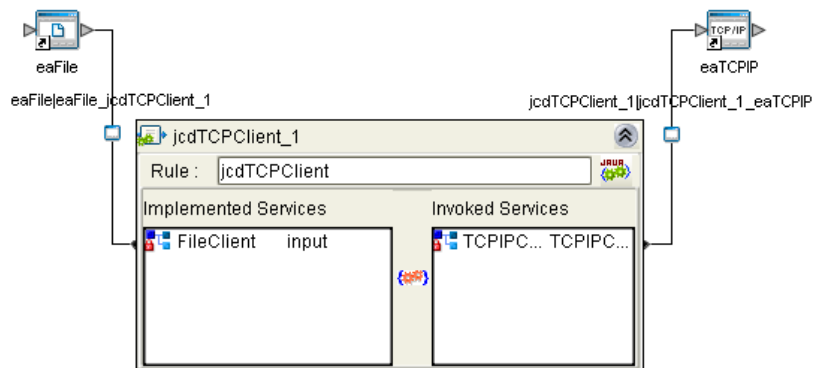 TCP/IP
eaFile
eaTCPIP
eaFile|eaFile_jcdTCPClient_1
jcdTCPClient_1|jcdTCPClient_1_eaTCPIP
jcdTCPClient_1
Rule : jcdTCPClient
JAVA
Implemented Services
Invoked Services
FileClient input
TCPIPC... TCPIPC...